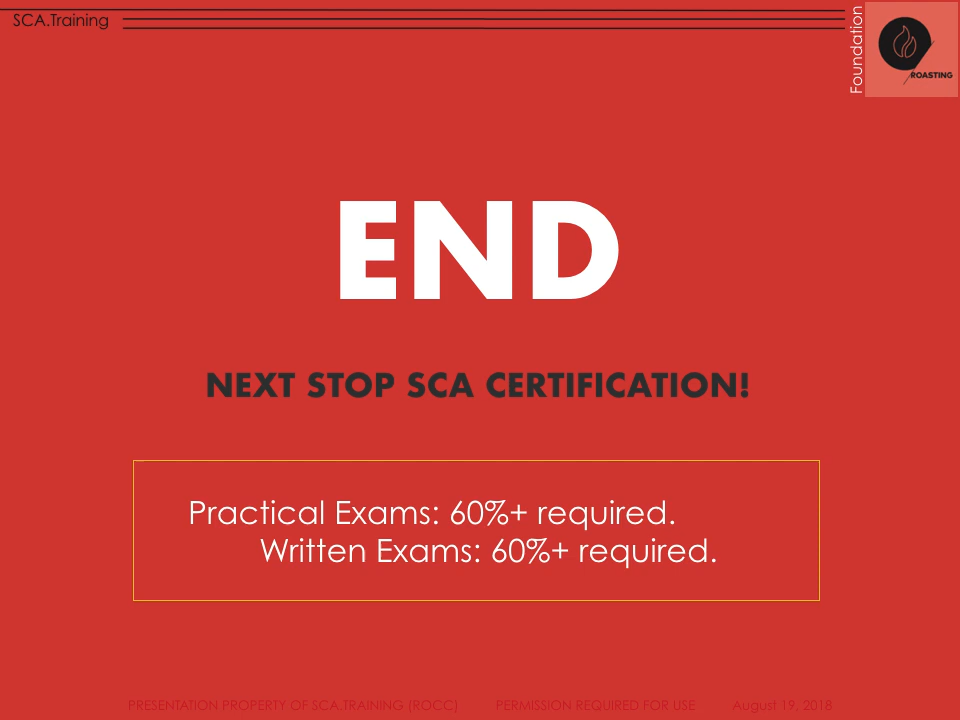 SCA.Training
Foundation
ROASTING
END
NEXT STOP SCA CERTIFICATION!
Practical Exams: 60%+ required.
Written Exams: 60%+ required.
PRESENTATION PROPERTY OF SCA.TRAINING (ROCC) PERMISSION REQUIRED FOR USE August 19, 2018